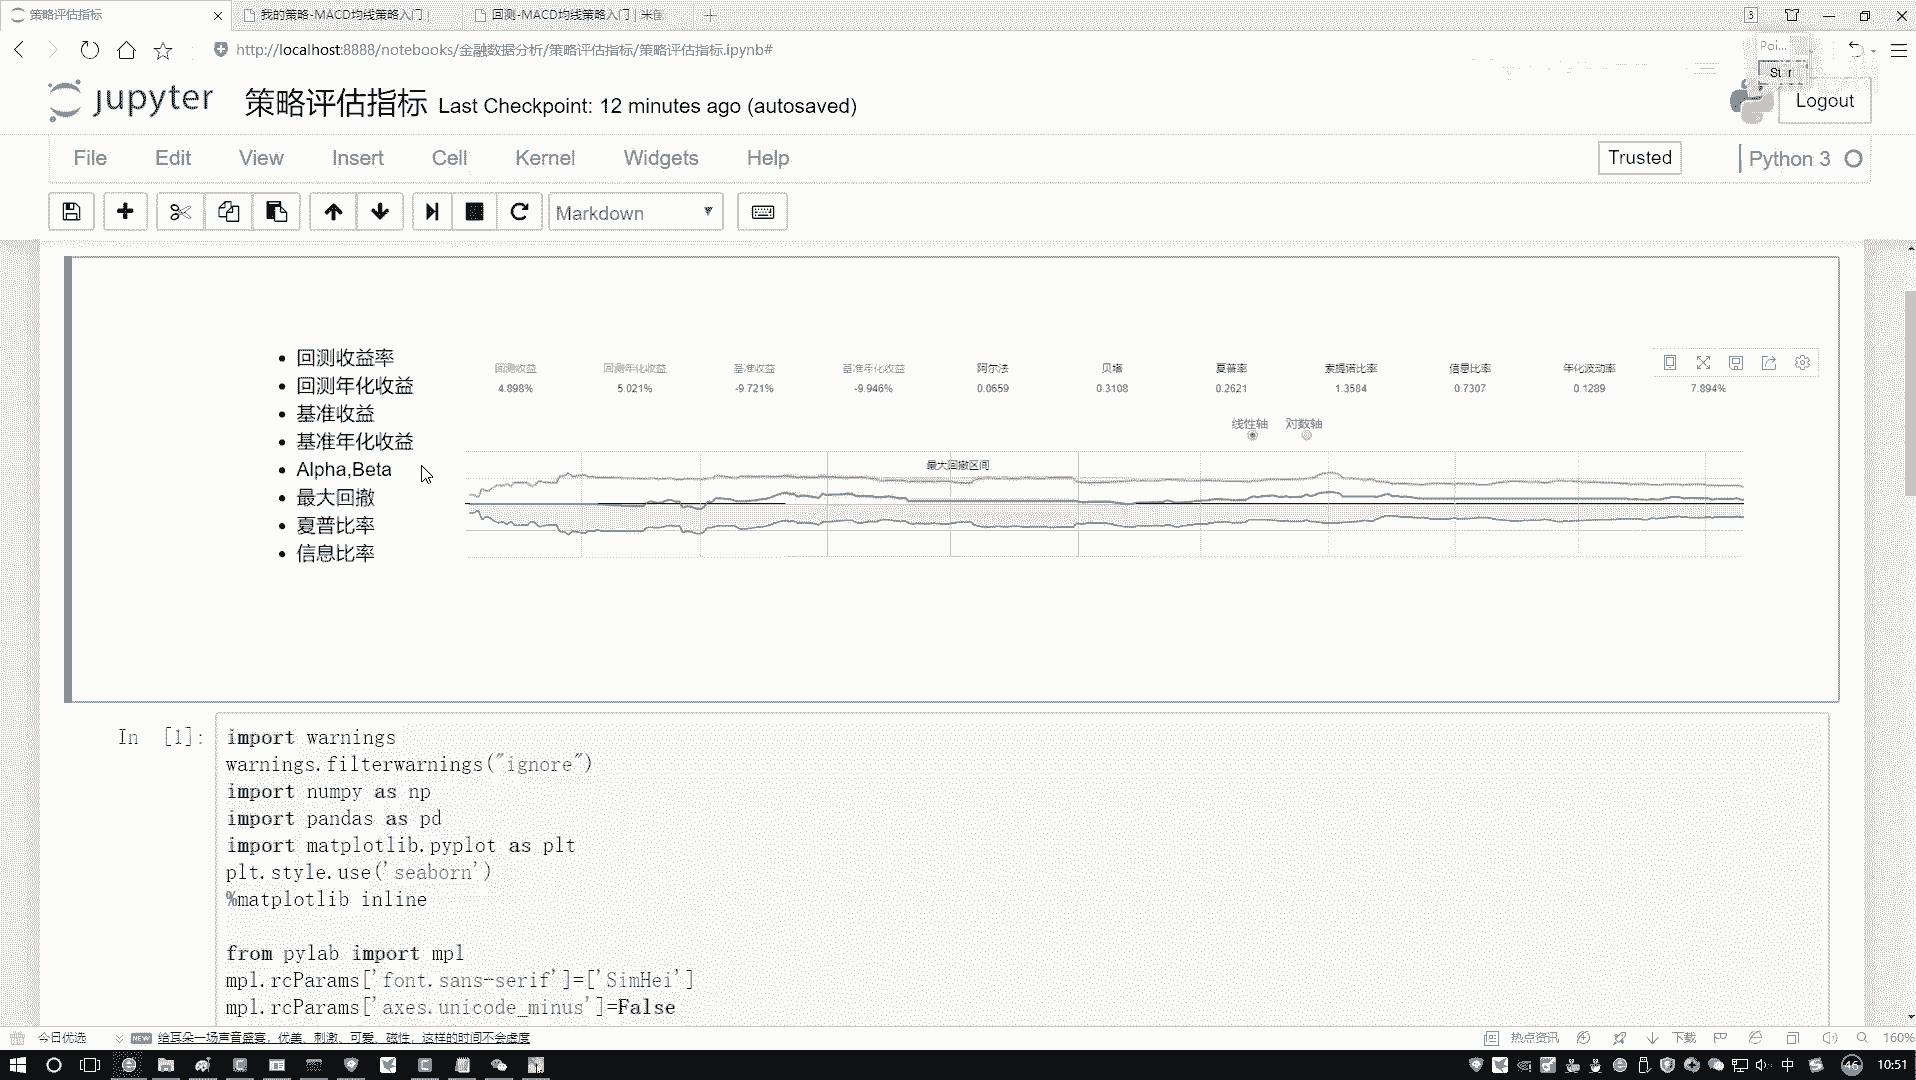 策略评估指标
我的策略-MACD均线策略入门
回测-MACD均线策略入门 | 米筐
3
http://localhost:8888/notebooks/金融数据分析/策略评估指标/策略评估指标.ipynb#
Poi...
jupyter 策略评估指标 Last Checkpoint: 12 minutes ago (autosaved)
Logout
File Edit View Insert Cell Kernel Widgets Help
Trusted Python 3
Markdown
回测收益率
回测年化收益
基准收益
基准年化收益
Alpha,Beta
最大回撤
夏普比率
信息比率
回测收益 回测年化收益 基准收益 基准年化收益 阿尔法 贝塔 夏普率 索提诺比率 信息比率 年化波动率
4.898% 5.021% -9.721% -9.946% 0.0659 0.3108 0.2621 1.3584 0.7307 0.1289 7.894%
线性轴 对数轴
最大回撤区间
In [1]:
import warnings
warnings.filterwarnings("ignore")
import numpy as np
import pandas as pd
import matplotlib.pyplot as plt
plt.style.use('seaborn')
%matplotlib inline
from pylab import mpl
mpl.rcParams['font.sans-serif']=['SimHei']
mpl.rcParams['axes.unicode_minus']=False
今日优选 NEW 给耳朵一场声音盛宴，优美、刺激、可爱、磁性，这样的时间不会虚度
热点资讯 下载 160%
中 46 10:51